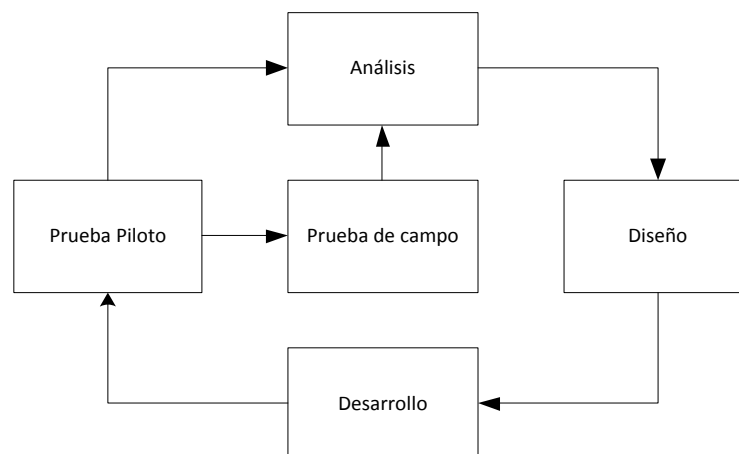 Análisis
Prueba Piloto
Prueba de campo
Diseño
Desarrollo